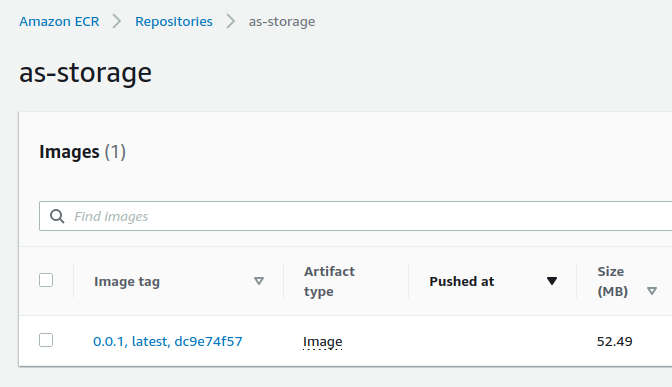 Amazon ECR > Repositories > as-storage
as-storage
Images (1)
Find images
Image tag Artifact type Pushed at Size (MB)
0.0.1, latest, dc9e74f57 Image 52.49